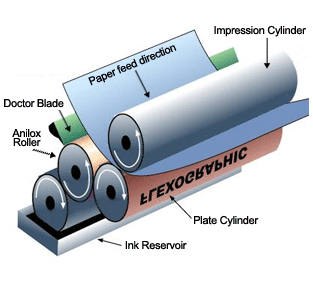 Impression Cylinder
Paper feed direction
Doctor Blade
Anilox
Roller
FLEXOGRAPHIC
Plate Cylinder
Ink Reservoir